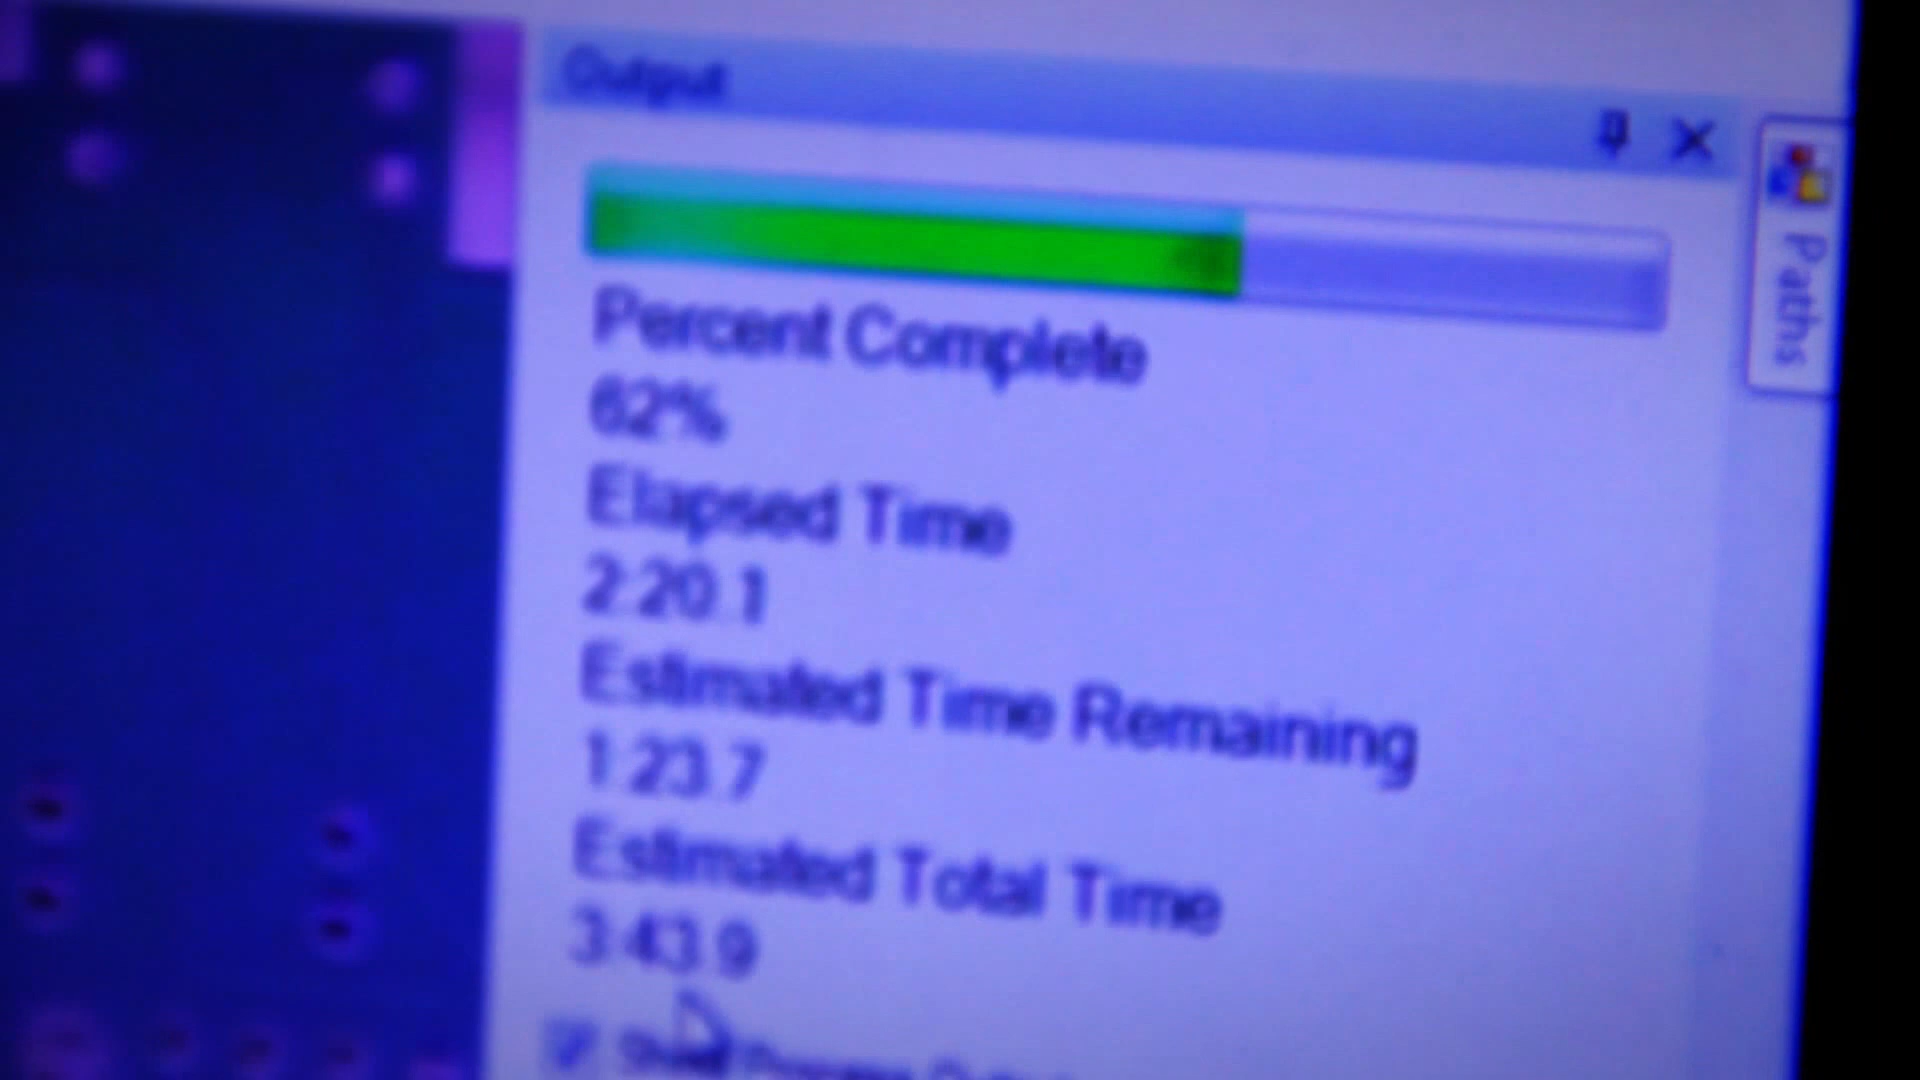 Output
Paths
Percent Complete
62%
Elapsed Time
2:20.1
Estimated Time Remaining
1:23.7
Estimated Total Time
3:43.9
Process